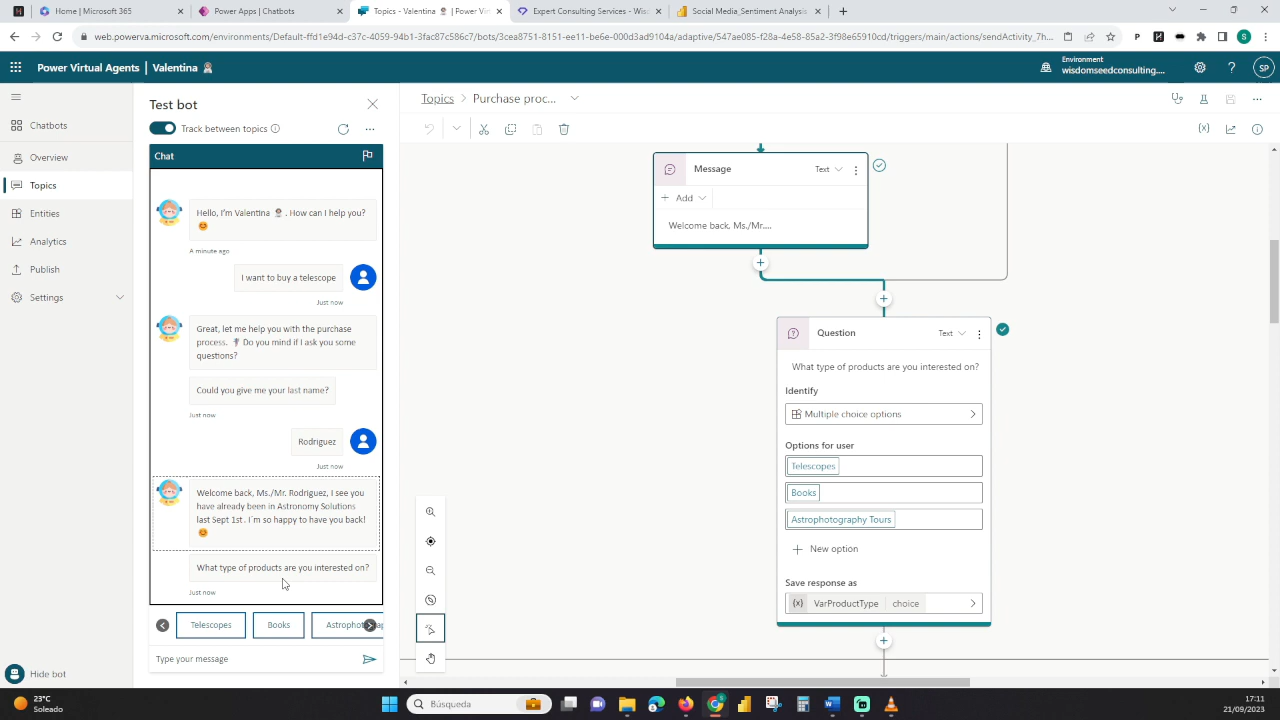 Home | Microsoft 365
Power Apps | Chatbots
Topics - Valentina | Power Virt
Expert Consulting Services - Wisd
Social Media_Sentiment Analysis
web.powerva.microsoft.com/environments/Default-ffd1e94d-c37c-4059-94b1-3fac87c586c7/bots/3cea8751-8151-ee11-be6e-000d3ad9104a/adaptive/547ae085-f28a-4e58-85a2-3f98e65910cd/triggers/main/actions/sendActivity_7h...
P
S
Power Virtual Agents | Valentina
Environment
wisdomseedconsulting....
?
SP
Chatbots
Overview
Topics
Entities
Analytics
Publish
Settings
Hide bot
Test bot
Track between topics
Chat
Hello, I'm Valentina . How can I help you?
A minute ago
I want to buy a telescope
Just now
Great, let me help you with the purchase
process. Do you mind if I ask you some
questions?
Could you give me your last name?
Just now
Rodriguez
Just now
Welcome back, Ms./Mr. Rodriguez, I see you
have already been in Astronomy Solutions
last Sept 1st . I´m so happy to have you back!
What type of products are you interested on?
Just now
Telescopes
Books
Type your message
Topics > Purchase proc...
Message
Text
Add
Welcome back, Ms./Mr....
Question
Text
What type of products are you interested on?
Identify
Multiple choice options
Options for user
Telescopes
Books
Astrophotography Tours
New option
Save response as
(x) VarProductType choice
23°C
Soleado
Búsqueda
17:11
21/09/2023